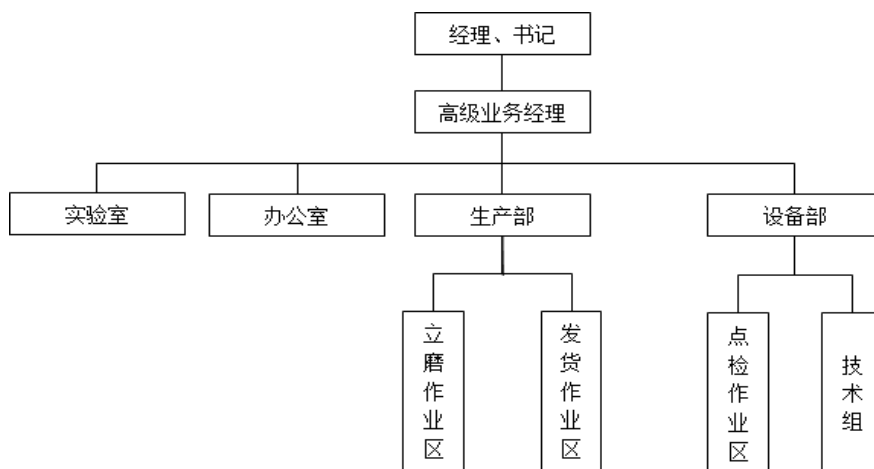 经理、书记
高级业务经理
实验室
办公室
生产部
设备部
立磨作业区
发货作业区
点检作业区
技术组